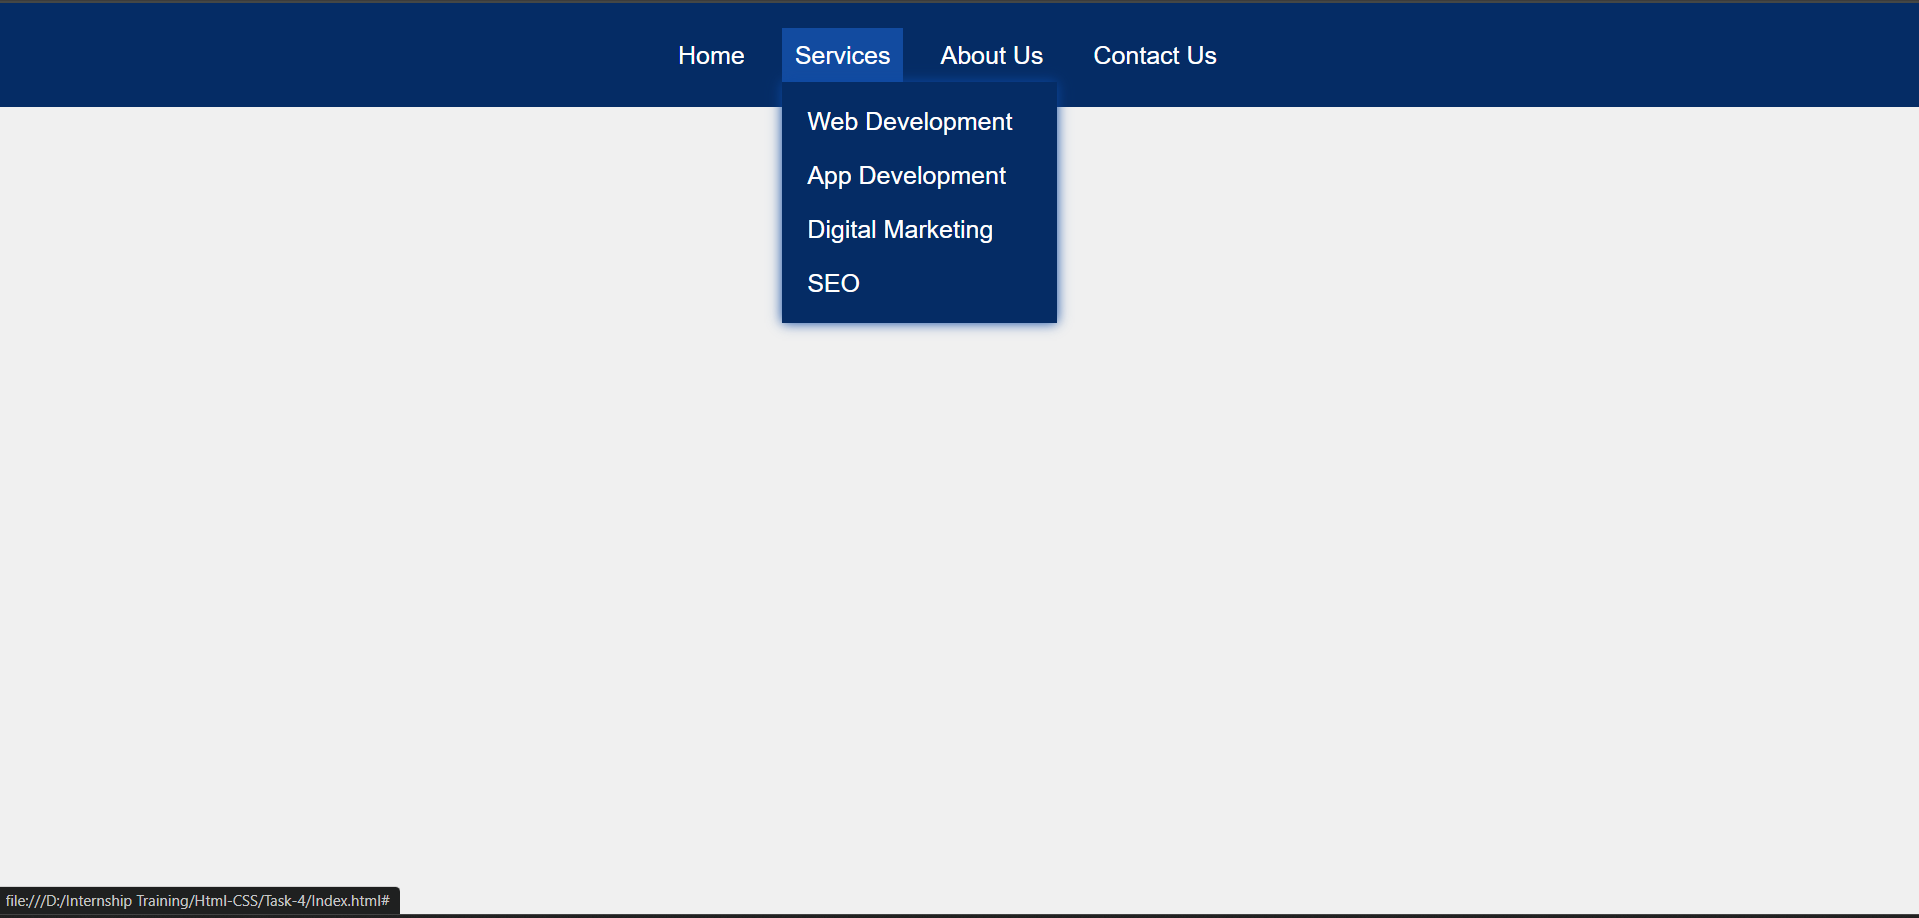 Home Services About Us Contact Us
Web Development
App Development
Digital Marketing
SEO
file:///D:/Internship Training/Html-CSS/Task-4/Index.html#